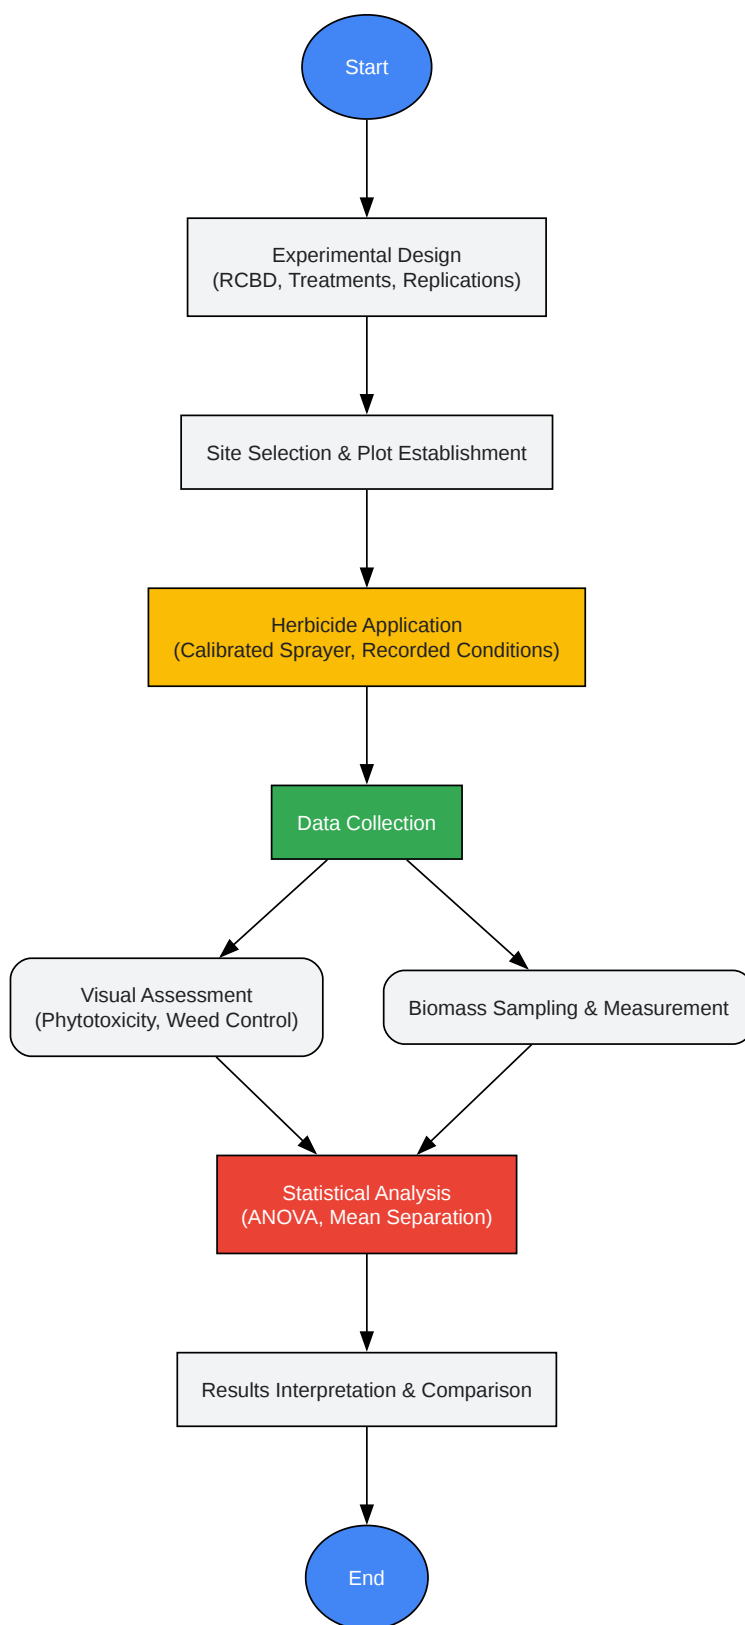 Start
Experimental Design
(RCBD, Treatments, Replications)
Site Selection & Plot Establishment
Herbicide Application
(Calibrated Sprayer, Recorded Conditions)
Data Collection
Visual Assessment
(Phytotoxicity, Weed Control)
Biomass Sampling & Measurement
Statistical Analysis
(ANOVA, Mean Separation)
Results Interpretation & Comparison
End